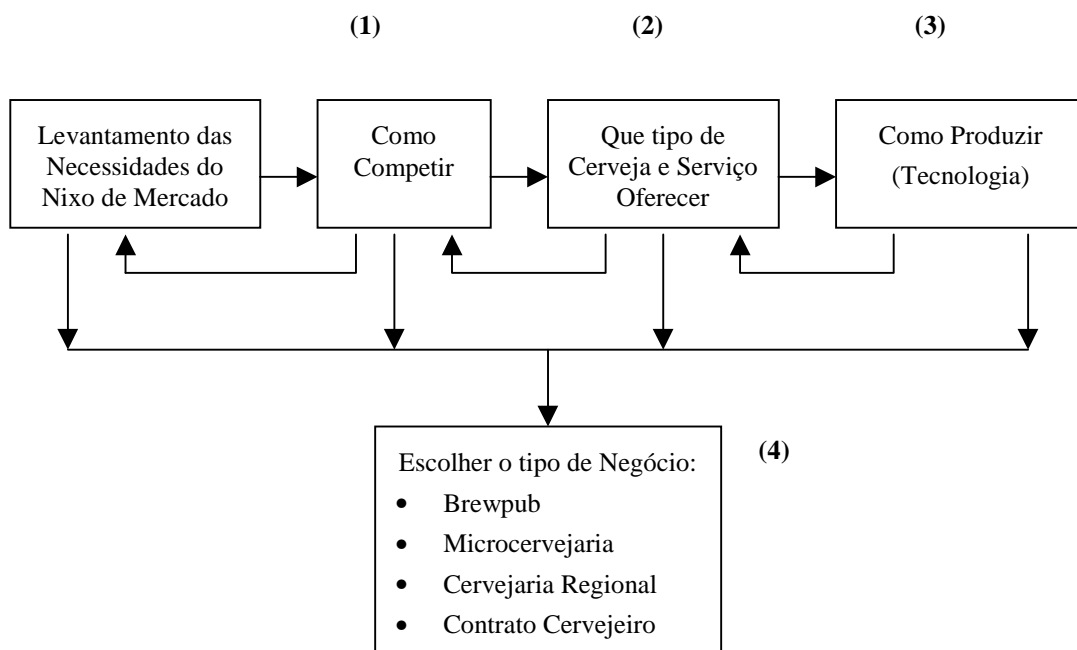 (1) (2) (3)
Levantamento das
Necessidades do
Nixo de Mercado
Como
Competir
Que tipo de
Cerveja e Serviço
Oferecer
Como Produzir
(Tecnologia)
(4)
Escolher o tipo de Negócio:
• Brewpub
• Microcervejaria
• Cervejaria Regional
• Contrato Cervejeiro